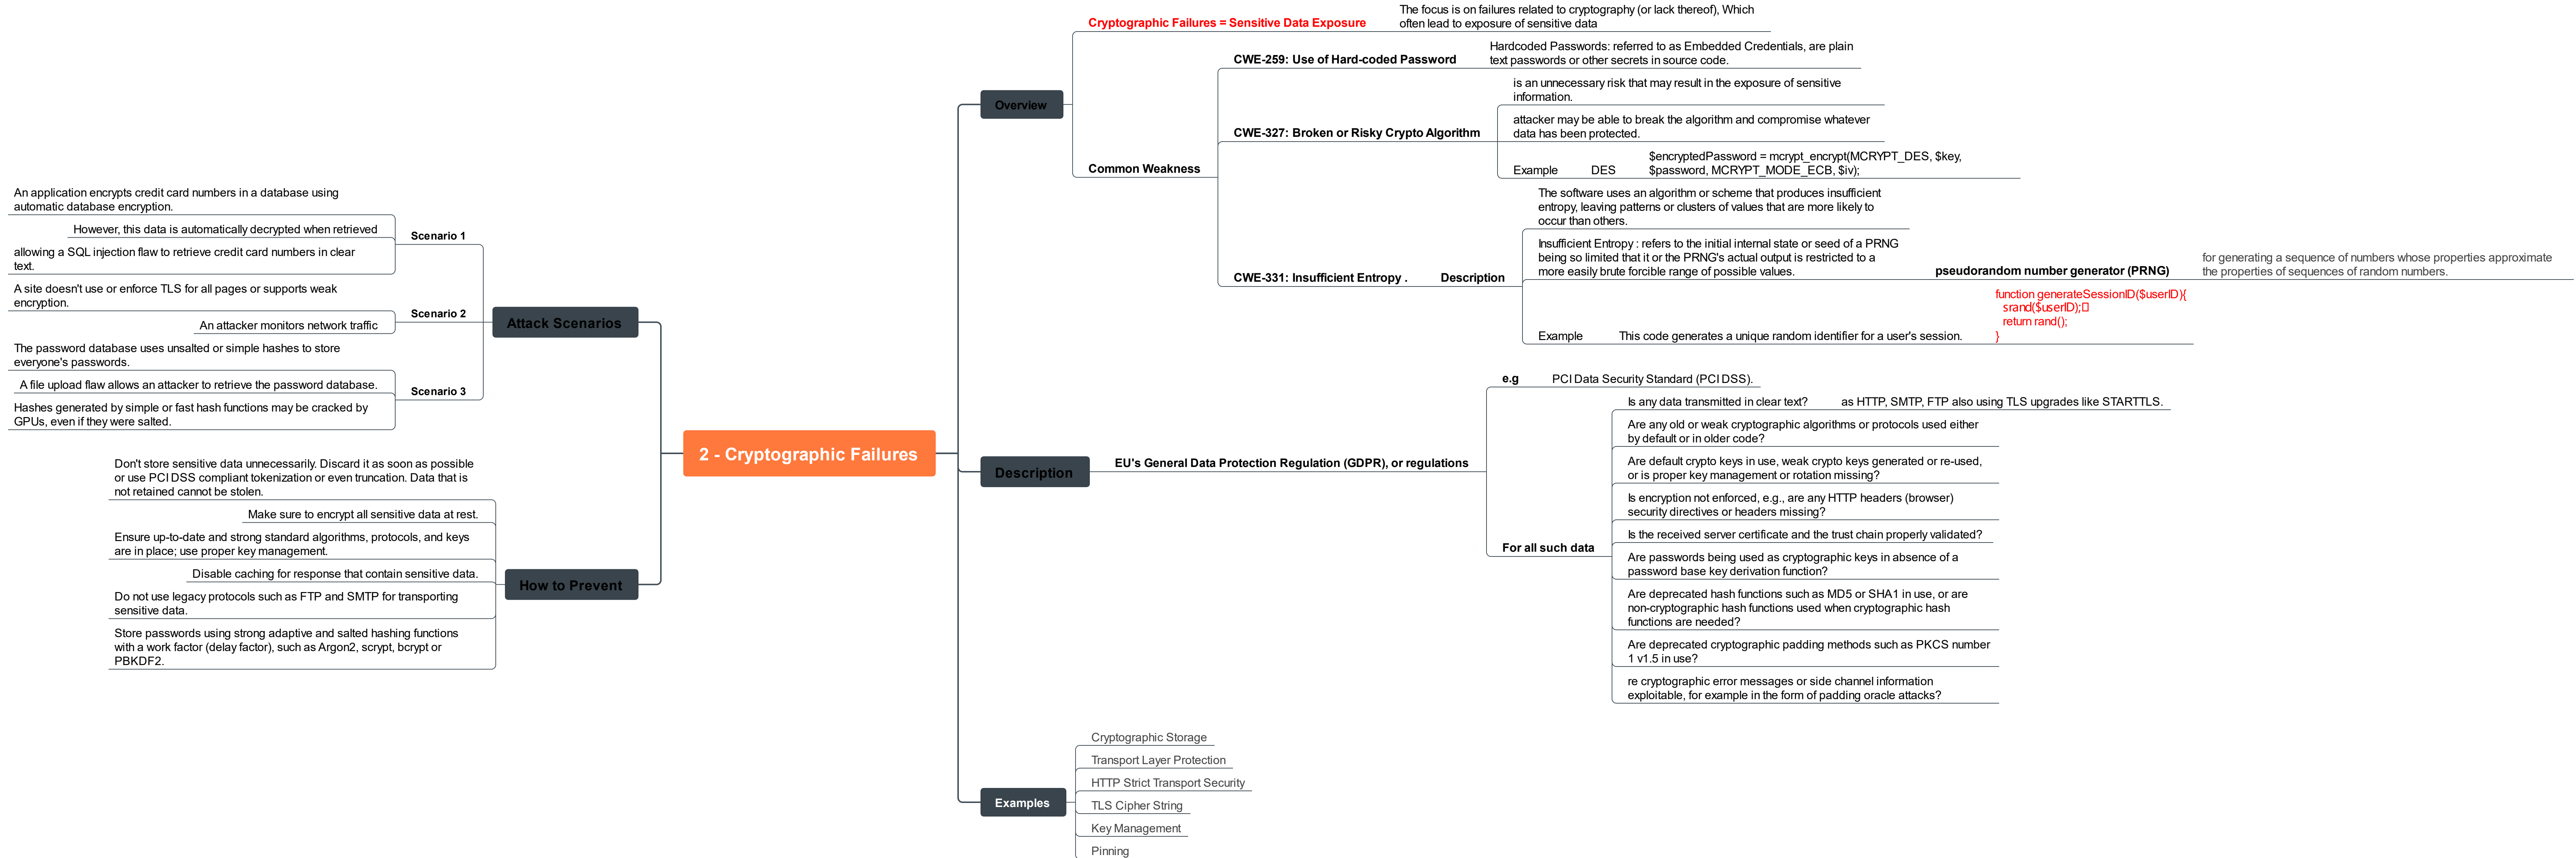 2 - Cryptographic Failures
Overview
Cryptographic Failures = Sensitive Data Exposure
The focus is on failures related to cryptography (or lack thereof), Which
often lead to exposure of sensitive data
Common Weakness
CWE-259: Use of Hard-coded Password
Hardcoded Passwords: referred to as Embedded Credentials, are plain
text passwords or other secrets in source code.
CWE-327: Broken or Risky Crypto Algorithm
is an unnecessary risk that may result in the exposure of sensitive
information.
attacker may be able to break the algorithm and compromise whatever
data has been protected.
Example
DES
$encryptedPassword = mcrypt_encrypt(MCRYPT_DES, $key,
$password, MCRYPT_MODE_ECB, $iv);
CWE-331: Insufficient Entropy .
Description
The software uses an algorithm or scheme that produces insufficient
entropy, leaving patterns or clusters of values that are more likely to
occur than others.
Insufficient Entropy : refers to the initial internal state or seed of a PRNG
being so limited that it or the PRNG's actual output is restricted to a
more easily brute forcible range of possible values.
pseudorandom number generator (PRNG)
for generating a sequence of numbers whose properties approximate
the properties of sequences of random numbers.
Example
This code generates a unique random identifier for a user's session.
function generateSessionID($userID){
srand($userID);
return rand();
}
Description
EU's General Data Protection Regulation (GDPR), or regulations
e.g
PCI Data Security Standard (PCI DSS).
For all such data
Is any data transmitted in clear text?
as HTTP, SMTP, FTP also using TLS upgrades like STARTTLS.
Are any old or weak cryptographic algorithms or protocols used either
by default or in older code?
Are default crypto keys in use, weak crypto keys generated or re-used,
or is proper key management or rotation missing?
Is encryption not enforced, e.g., are any HTTP headers (browser)
security directives or headers missing?
Is the received server certificate and the trust chain properly validated?
Are passwords being used as cryptographic keys in absence of a
password base key derivation function?
Are deprecated hash functions such as MD5 or SHA1 in use, or are
non-cryptographic hash functions used when cryptographic hash
functions are needed?
Are deprecated cryptographic padding methods such as PKCS number
1 v1.5 in use?
re cryptographic error messages or side channel information
exploitable, for example in the form of padding oracle attacks?
Examples
Cryptographic Storage
Transport Layer Protection
HTTP Strict Transport Security
TLS Cipher String
Key Management
Pinning
Attack Scenarios
Scenario 1
An application encrypts credit card numbers in a database using
automatic database encryption.
However, this data is automatically decrypted when retrieved
allowing a SQL injection flaw to retrieve credit card numbers in clear
text.
Scenario 2
A site doesn't use or enforce TLS for all pages or supports weak
encryption.
An attacker monitors network traffic
Scenario 3
The password database uses unsalted or simple hashes to store
everyone's passwords.
A file upload flaw allows an attacker to retrieve the password database.
Hashes generated by simple or fast hash functions may be cracked by
GPUs, even if they were salted.
How to Prevent
Don't store sensitive data unnecessarily. Discard it as soon as possible
or use PCI DSS compliant tokenization or even truncation. Data that is
not retained cannot be stolen.
Make sure to encrypt all sensitive data at rest.
Ensure up-to-date and strong standard algorithms, protocols, and keys
are in place; use proper key management.
Disable caching for response that contain sensitive data.
Do not use legacy protocols such as FTP and SMTP for transporting
sensitive data.
Store passwords using strong adaptive and salted hashing functions
with a work factor (delay factor), such as Argon2, scrypt, bcrypt or
PBKDF2.